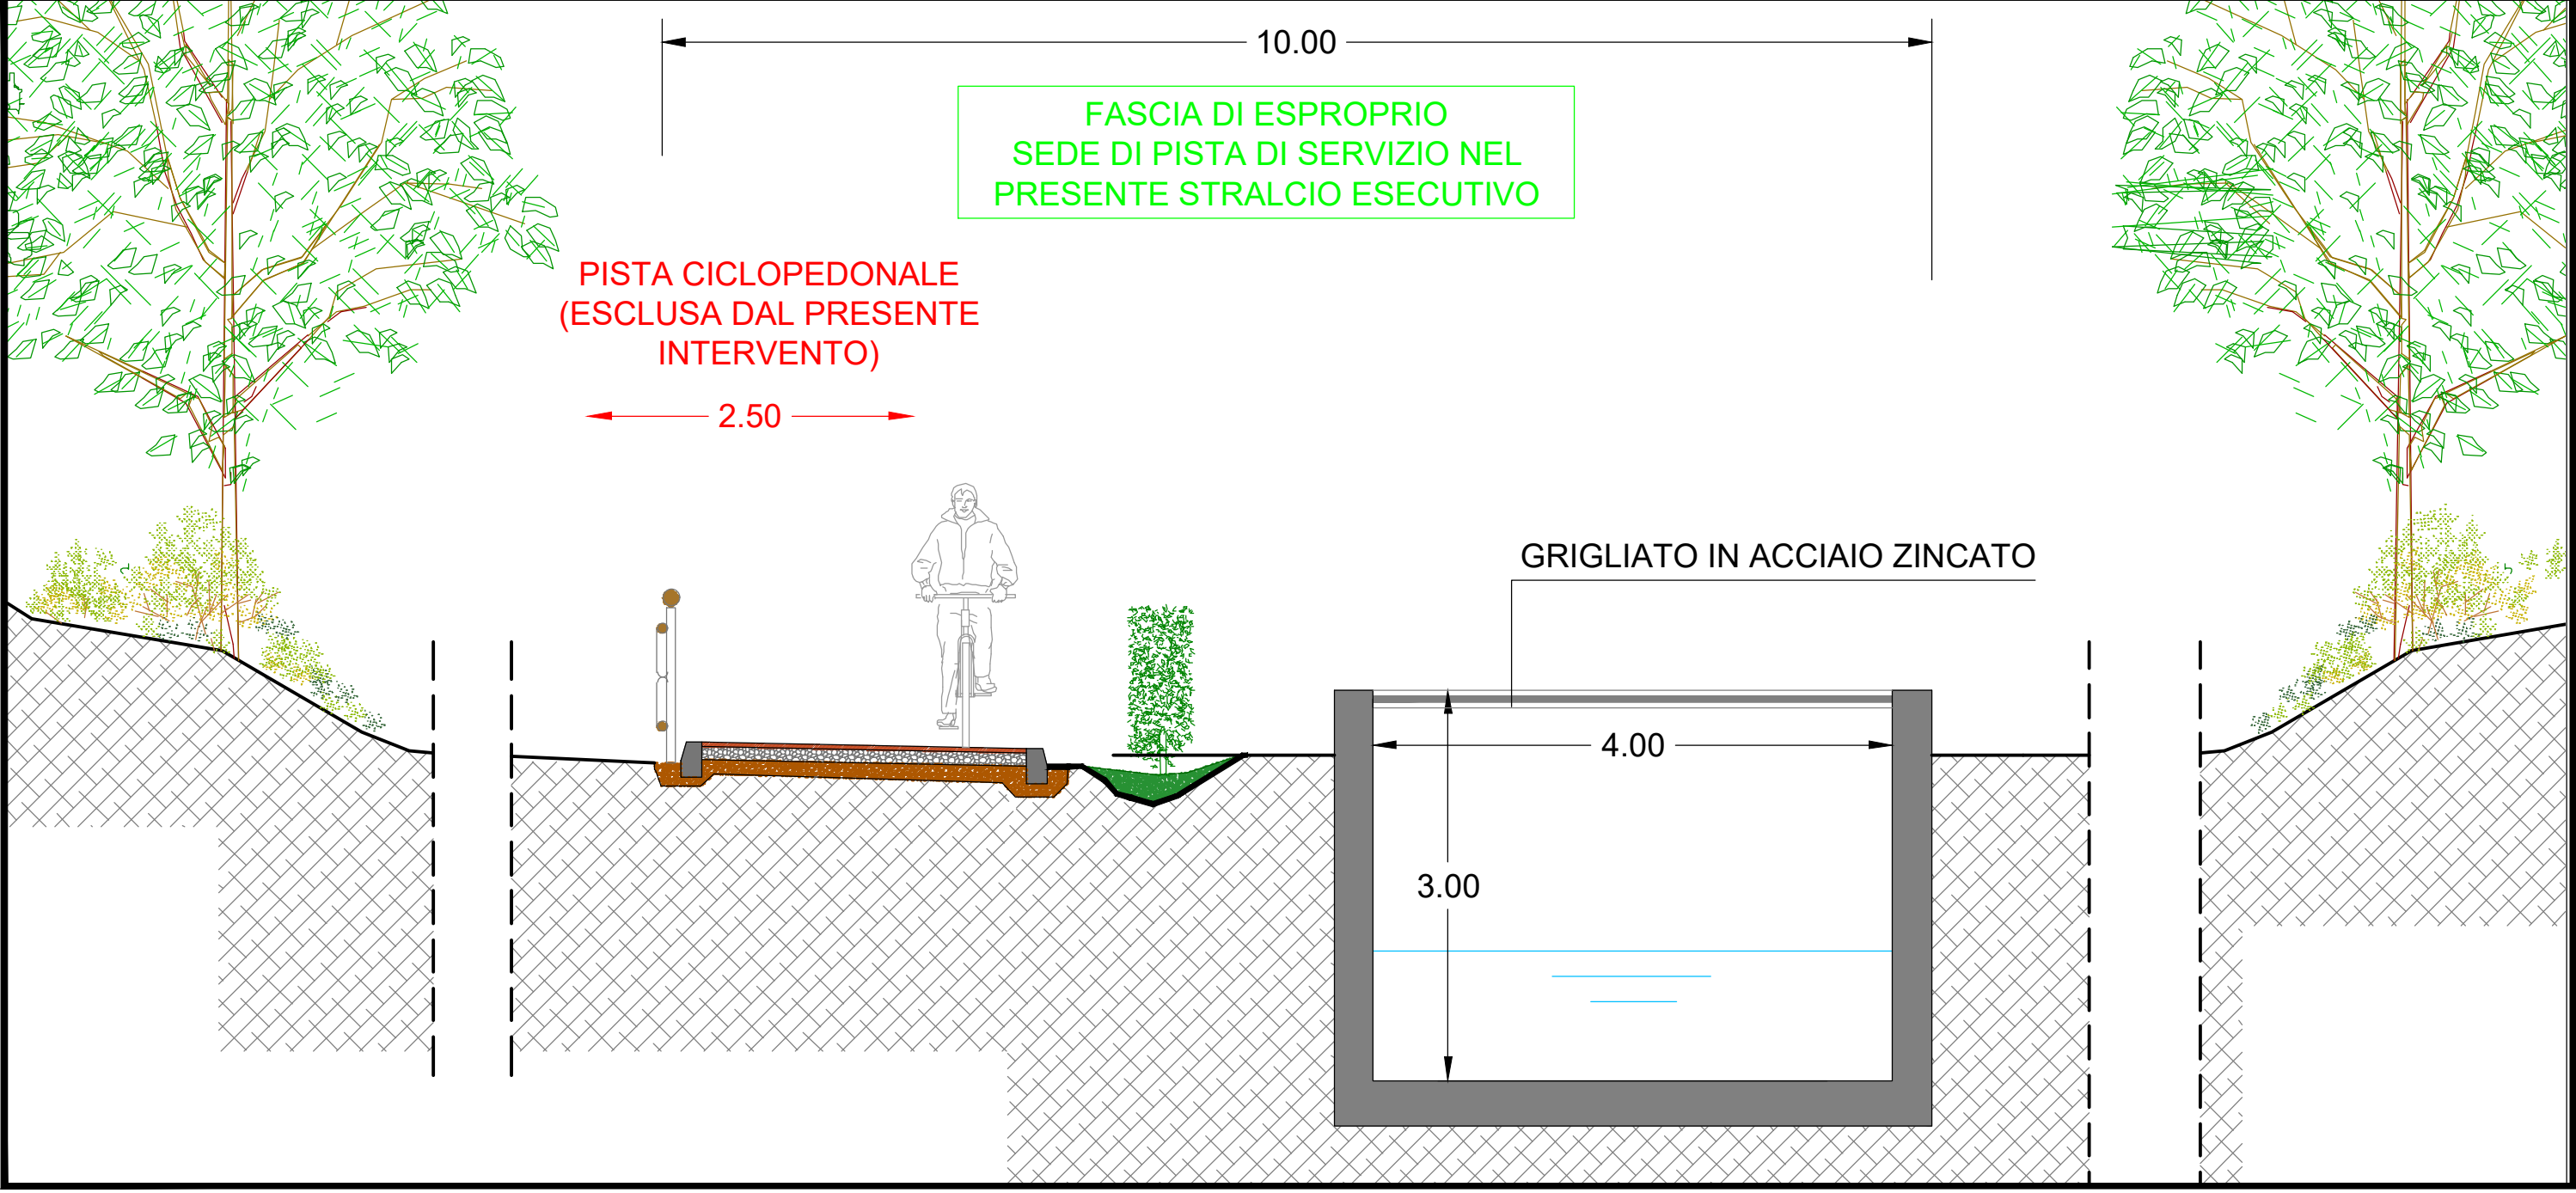 10.00
FASCIA DI ESPROPRIO
SEDE DI PISTA DI SERVIZIO NEL
PRESENTE STRALCIO ESECUTIVO
PISTA CICLOPEDONALE
(ESCLUSA DAL PRESENTE
INTERVENTO)
2.50
GRIGLIATO IN ACCIAIO ZINCATO
4.00
3.00